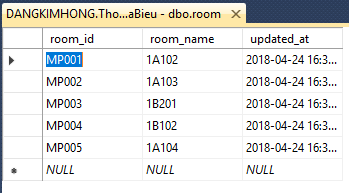 DANGKIMHONG.Tho...aBieu - dbo.room
room_id room_name updated_at
MP001 1A102 2018-04-24 16:3...
MP002 1A103 2018-04-24 16:3...
MP003 1B201 2018-04-24 16:3...
MP004 1B102 2018-04-24 16:3...
MP005 1A104 2018-04-24 16:3...
NULL NULL NULL